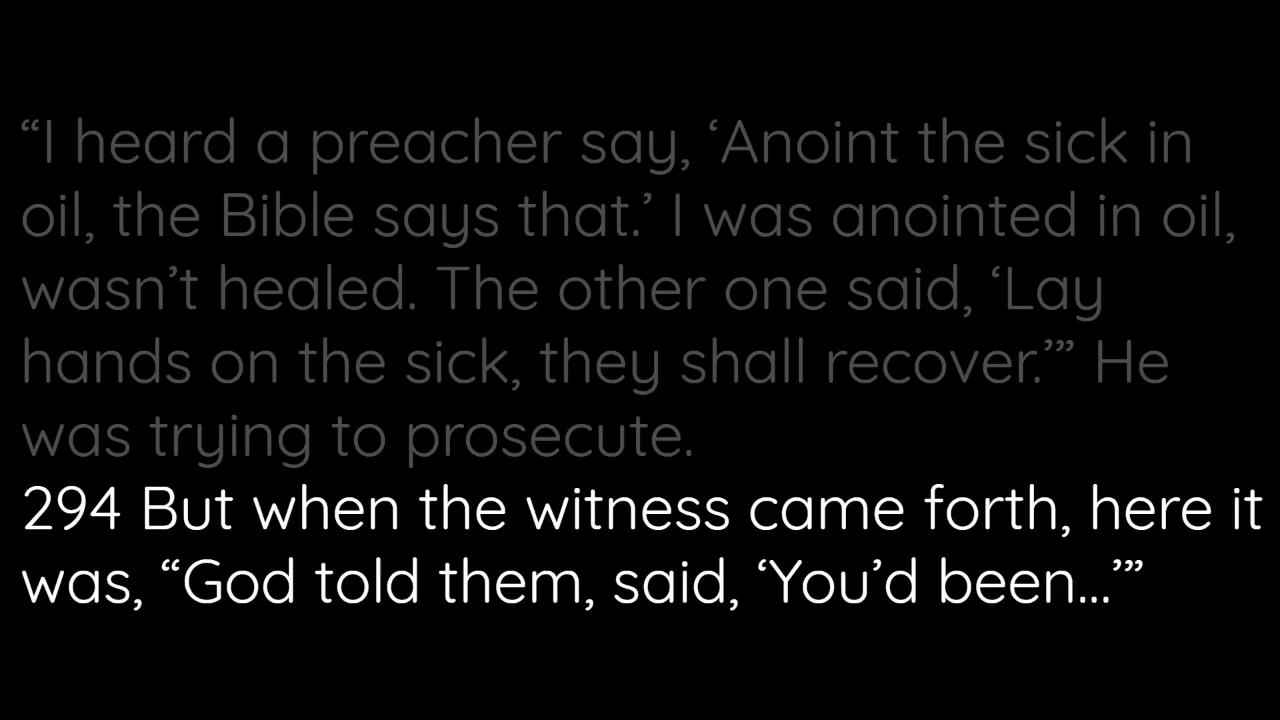 “I heard a preacher say, ‘Anoint the sick in
oil, the Bible says that.’ I was anointed in oil,
wasn’t healed. The other one said, ‘Lay
hands on the sick, they shall recover.’” He
was trying to prosecute.
294 But when the witness came forth, here it
was, “God told them, said, ‘You’d been...’”